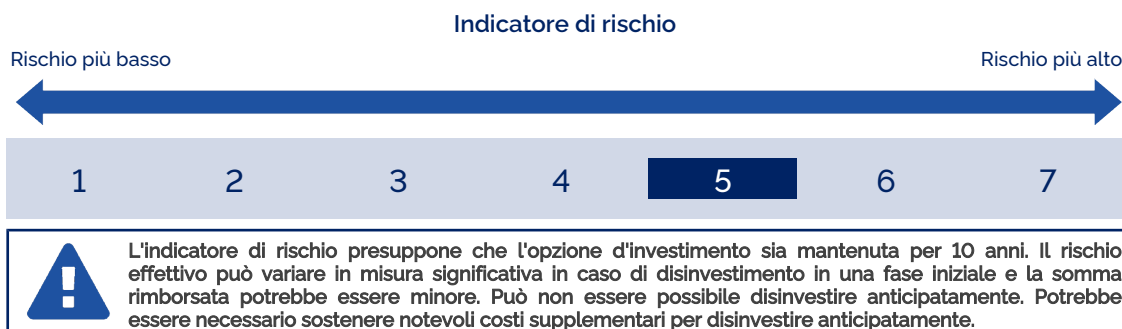 Indicatore di rischio
Rischio più basso Rischio più alto
1 2 3 4 5 6 7
L'indicatore di rischio presuppone che l'opzione d'investimento sia mantenuta per 10 anni. Il rischio
effettivo può variare in misura significativa in caso di disinvestimento in una fase iniziale e la somma
rimborsata potrebbe essere minore. Può non essere possibile disinvestire anticipatamente. Potrebbe
essere necessario sostenere notevoli costi supplementari per disinvestire anticipatamente.